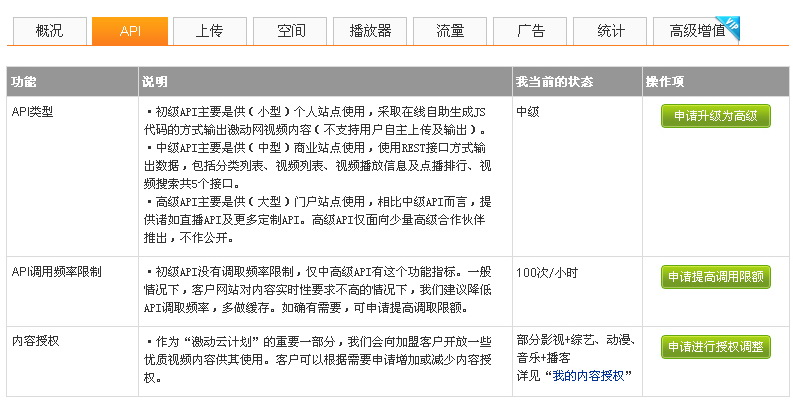 概况 API 上传 空间 播放器 流量 广告 统计 高级增值 VIP
功能 说明 我当前的状态 操作项
API类型
·初级API主要是供（小型）个人站点使用，采取在线自助生成JS
代码的方式输出激动网视频内容（不支持用户自主上传及输出）。
·中级API主要是供（中型）商业站点使用，使用REST接口方式输
出数据，包括分类列表、视频列表、视频播放信息及点播排行、视
频搜索共5个接口。
·高级API主要是供（大型）门户站点使用，相比中级API而言，提
供诸如直播API及更多定制API。高级API仅面向少量高级合作伙伴
推出，不作公开。
中级
申请升级为高级
API调用频率限制
·初级API没有调取频率限制，仅中高级API有这个功能指标。一般
情况下，客户网站对内容实时性要求不高的情况下，我们建议降低
API调取频率，多做缓存。如确有需要，可申请提高调取限额。
100次/小时
申请提高调用限额
内容授权
·作为“激动云计划”的重要一部分，我们会向加盟客户开放一些
优质视频内容供其使用。客户可以根据需要申请增加或减少内容授
权。
部分影视+综艺、动漫、
音乐+播客
详见“我的内容授权”
申请进行授权调整